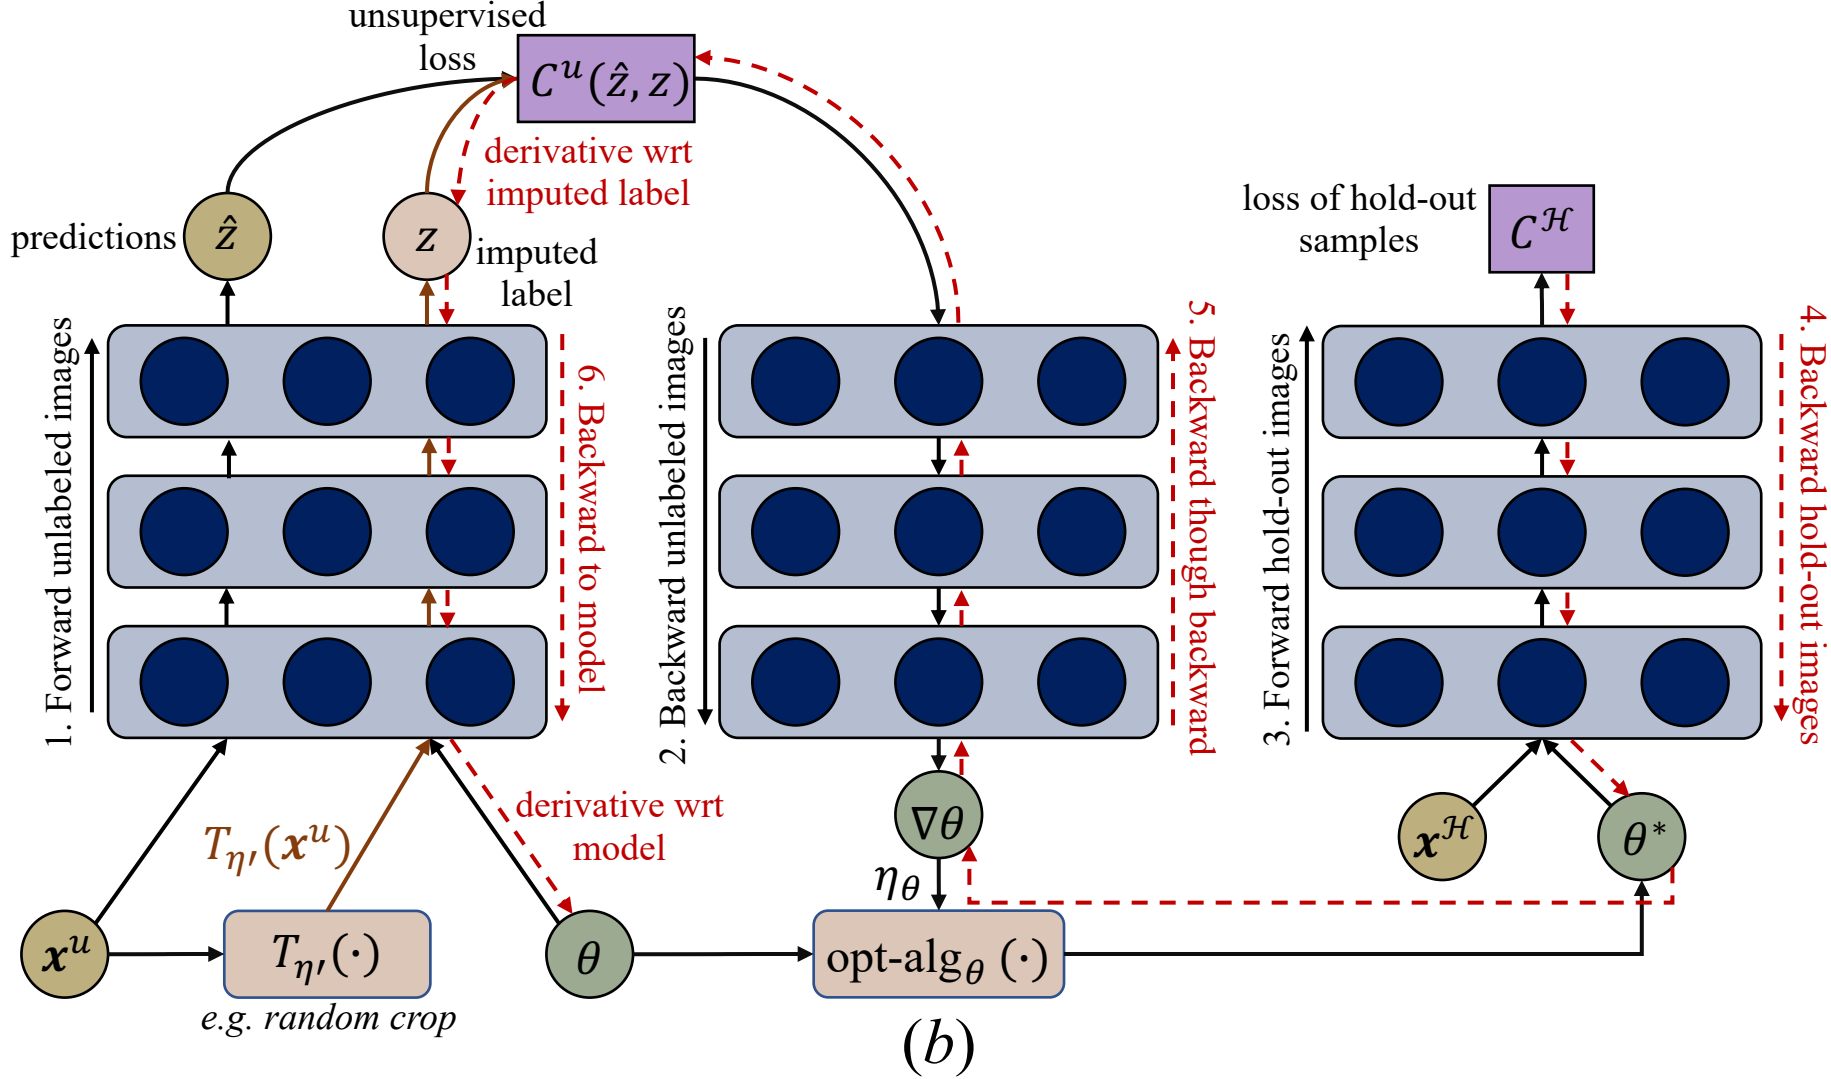 unsupervised
loss
C^u(ẑ, z)
derivative wrt
imputed label
predictions
ẑ
z
imputed
label
loss of hold-out
samples
C^ℋ
1. Forward unlabeled images
6. Backward to model
2. Backward unlabeled images
5. Backward though backward
3. Forward hold-out images
4. Backward hold-out images
T_η′(x^u)
derivative wrt
model
∇θ
η_θ
x^ℋ
θ*
x^u
T_η′(·)
θ
opt-alg_θ (·)
e.g. random crop
(b)